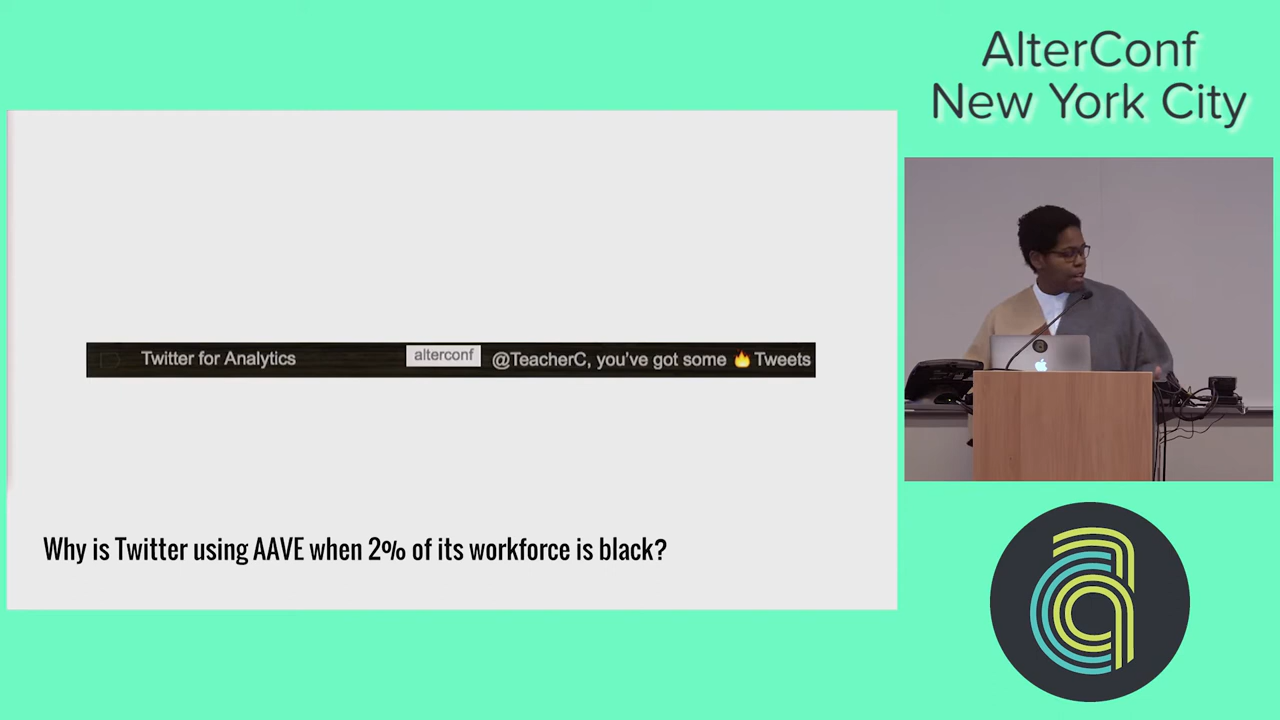 AlterConf
New York City
Twitter for Analytics alterconf @TeacherC, you've got some 🔥 Tweets
Why is Twitter using AAVE when 2% of its workforce is black?